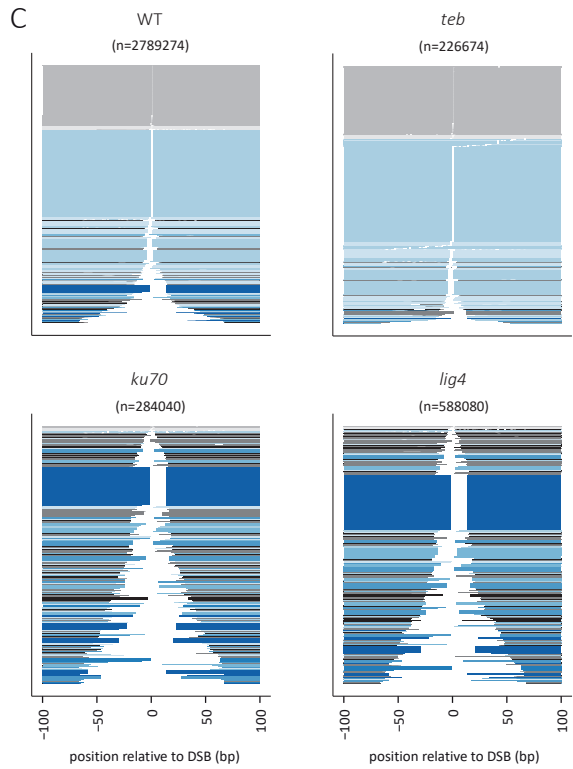 C
WT
(n=2789274)
teb
(n=226674)
ku70
(n=284040)
lig4
(n=588080)
−100 −50 0 50 100
position relative to DSB (bp)
−100 −50 0 50 100
position relative to DSB (bp)